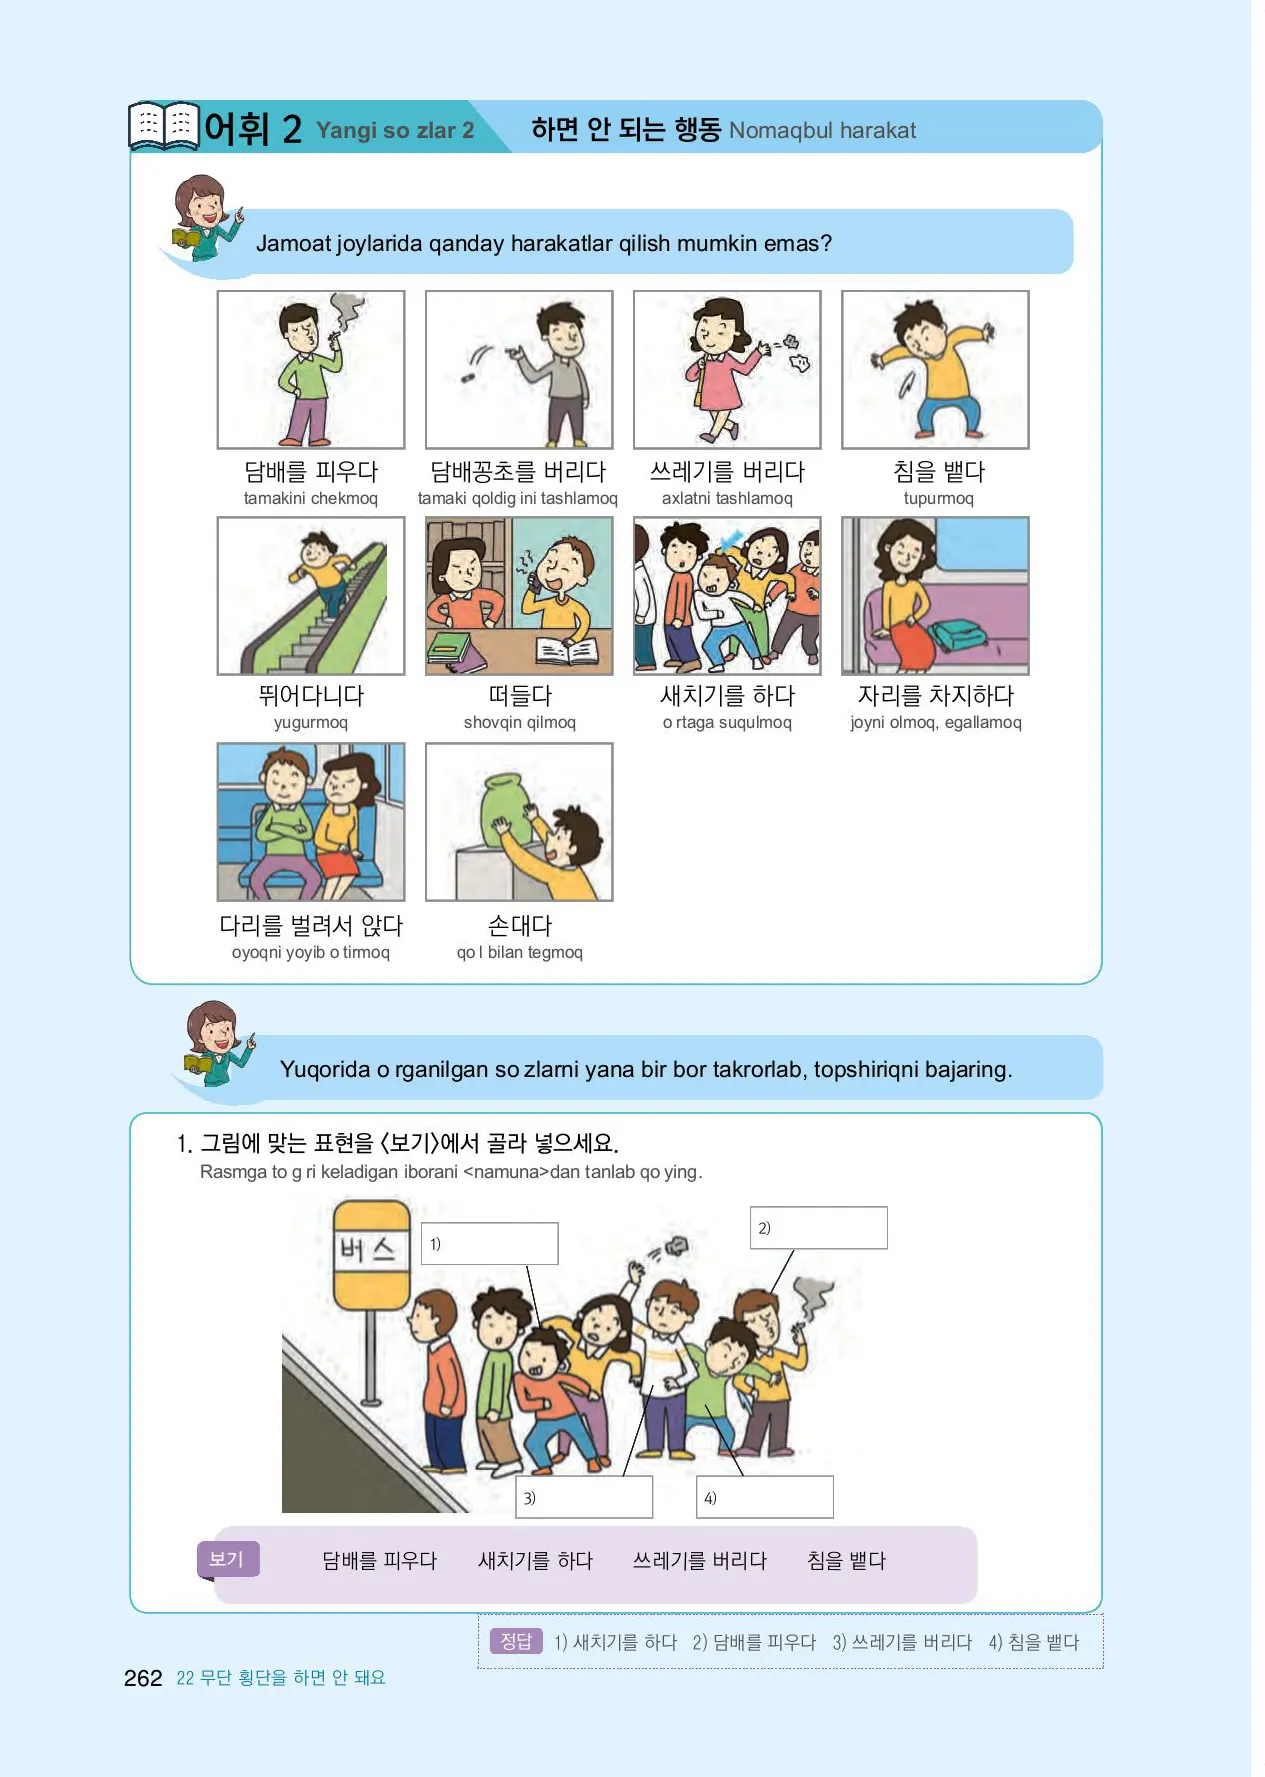 어휘 2 Yangi so zlar 2 하면 안 되는 행동 Nomaqbul harakat
Jamoat joylarida qanday harakatlar qilish mumkin emas?
담배를 피우다 담배꽁초를 버리다 쓰레기를 버리다 침을 뱉다
tamakini chekmoq tamaki qoldig ini tashlamoq axlatni tashlamoq tupurmoq
뛰어다니다 떠들다 새치기를 하다 자리를 차지하다
yugurmoq shovqin qilmoq o rtaga suqulmoq joyni olmoq, egallamoq
다리를 벌려서 앉다 손대다
oyoqni yoyib o tirmoq qo l bilan tegmoq
Yuqorida o rganilgan so zlarni yana bir bor takrorlab, topshiriqni bajaring.
1. 그림에 맞는 표현을 〈보기〉에서 골라 넣으세요.
Rasmga to g ri keladigan iborani <namuna>dan tanlab qo ying.
버스
1)
2)
3)
4)
보기 담배를 피우다 새치기를 하다 쓰레기를 버리다 침을 뱉다
정답 1) 새치기를 하다 2) 담배를 피우다 3) 쓰레기를 버리다 4) 침을 뱉다
262 22 무단 횡단을 하면 안 돼요